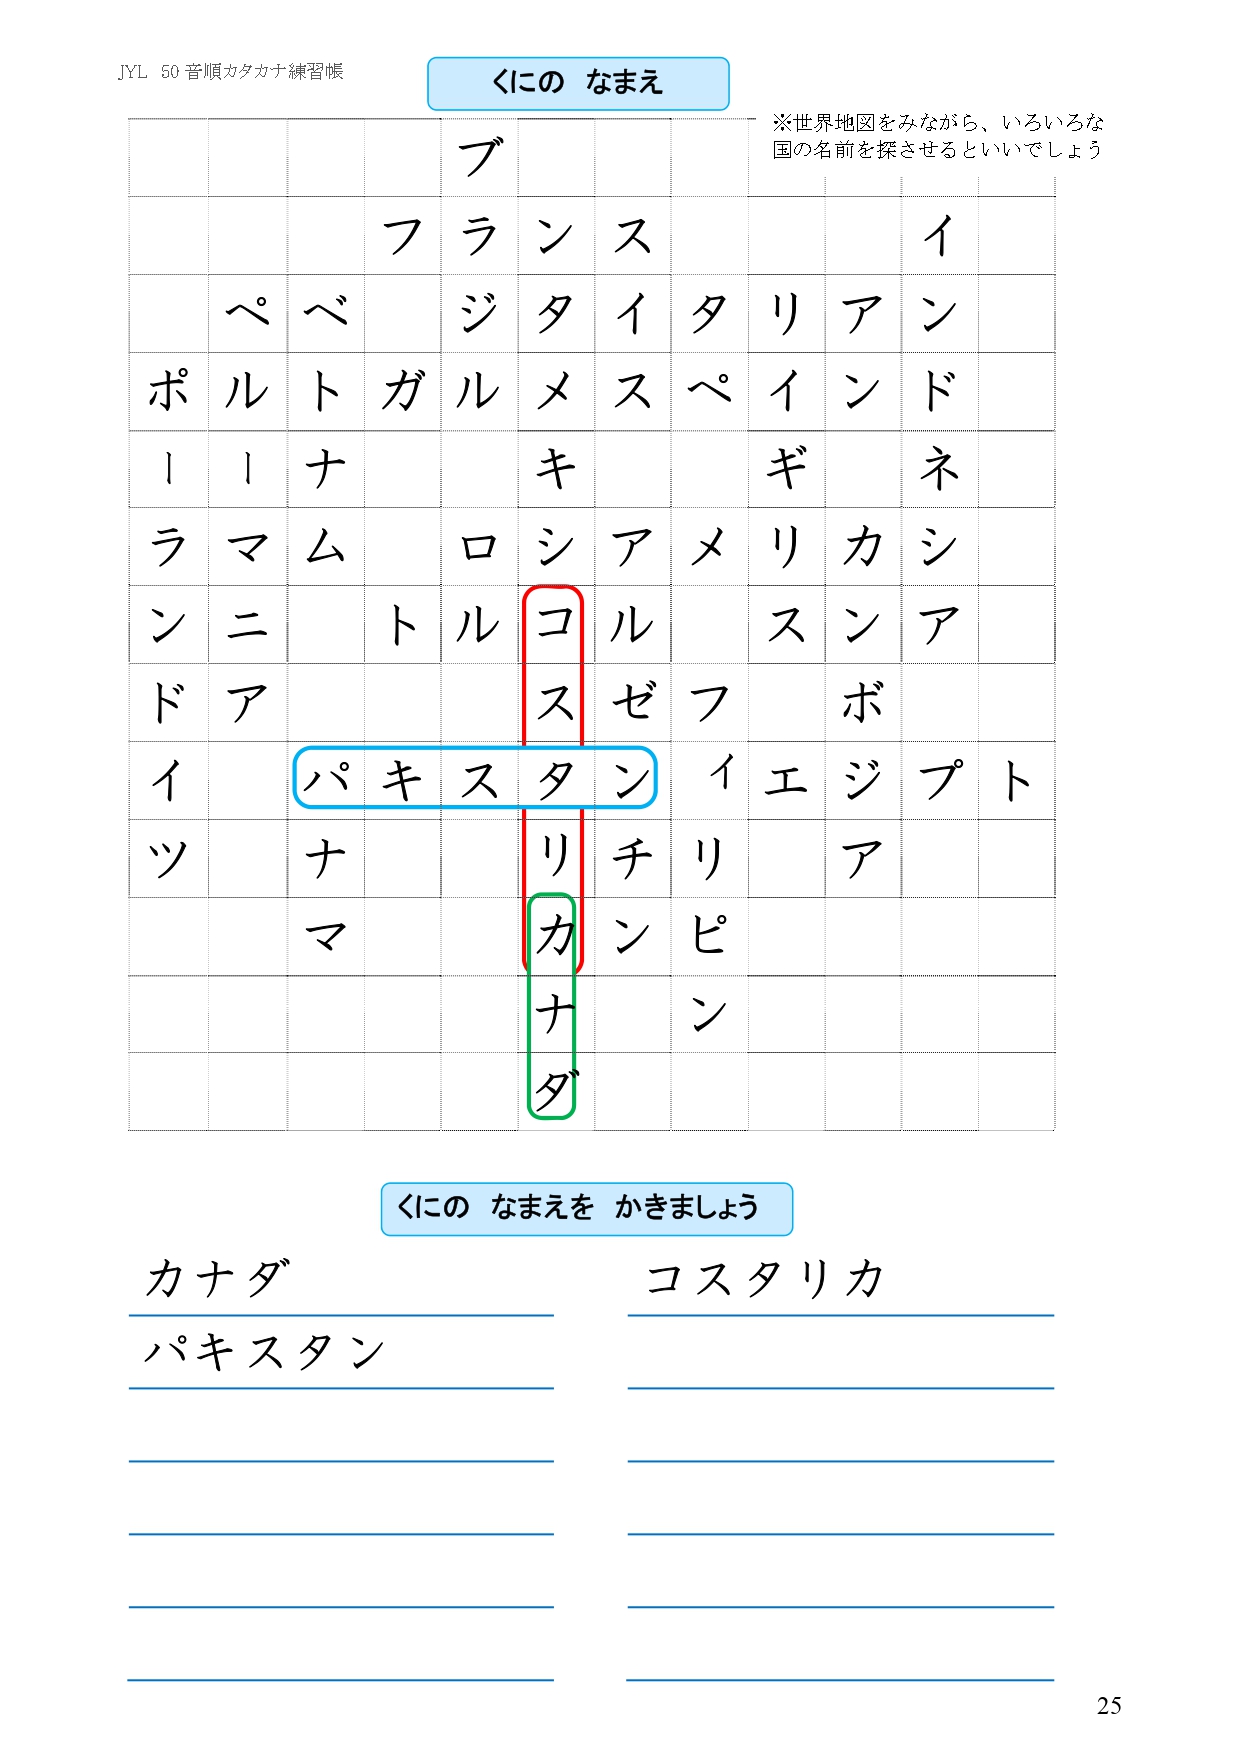 JYL 50音順カタカナ練習帳
くにの なまえ
※世界地図をみながら、いろいろな
国の名前を探させるといいでしょう
ブ
フランス イ
ペベ ジタイタリアン
ポルトガルメスペインド
ーーナ キ ギ ネ
ラマム ロシアメリカシ
ンニ トルコル スンア
ドア スゼフ ボ
イ パキスタン ィエジプト
ツ ナ リチリ ア
マ カンピ
ナ ン
ダ
くにの なまえを かきましょう
カナダ コスタリカ
パキスタン
25